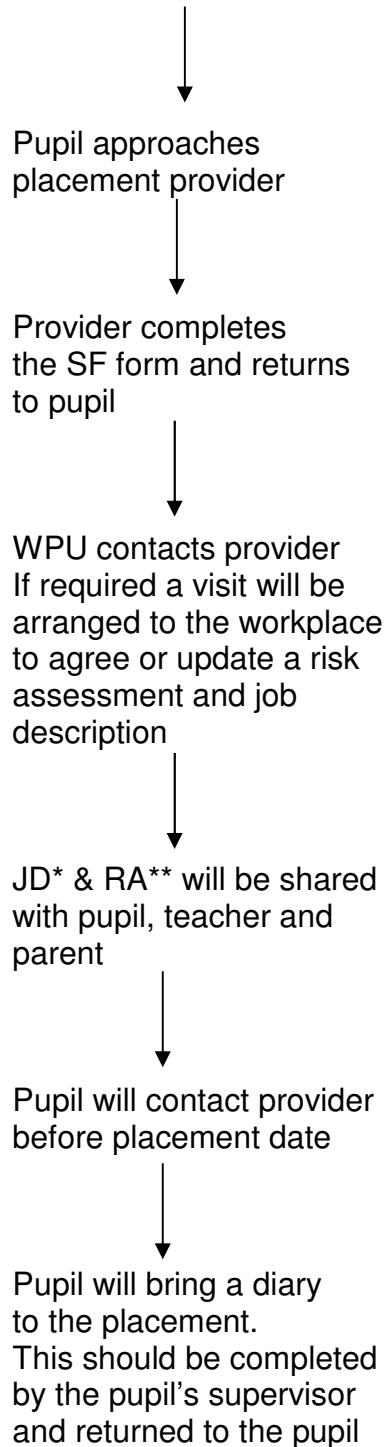 Pupil approaches
placement provider
Provider completes
the SF form and returns
to pupil
WPU contacts provider
If required a visit will be
arranged to the workplace
to agree or update a risk
assessment and job
description
JD* & RA** will be shared
with pupil, teacher and
parent
Pupil will contact provider
before placement date
Pupil will bring a diary
to the placement.
This should be completed
by the pupil's supervisor
and returned to the pupil